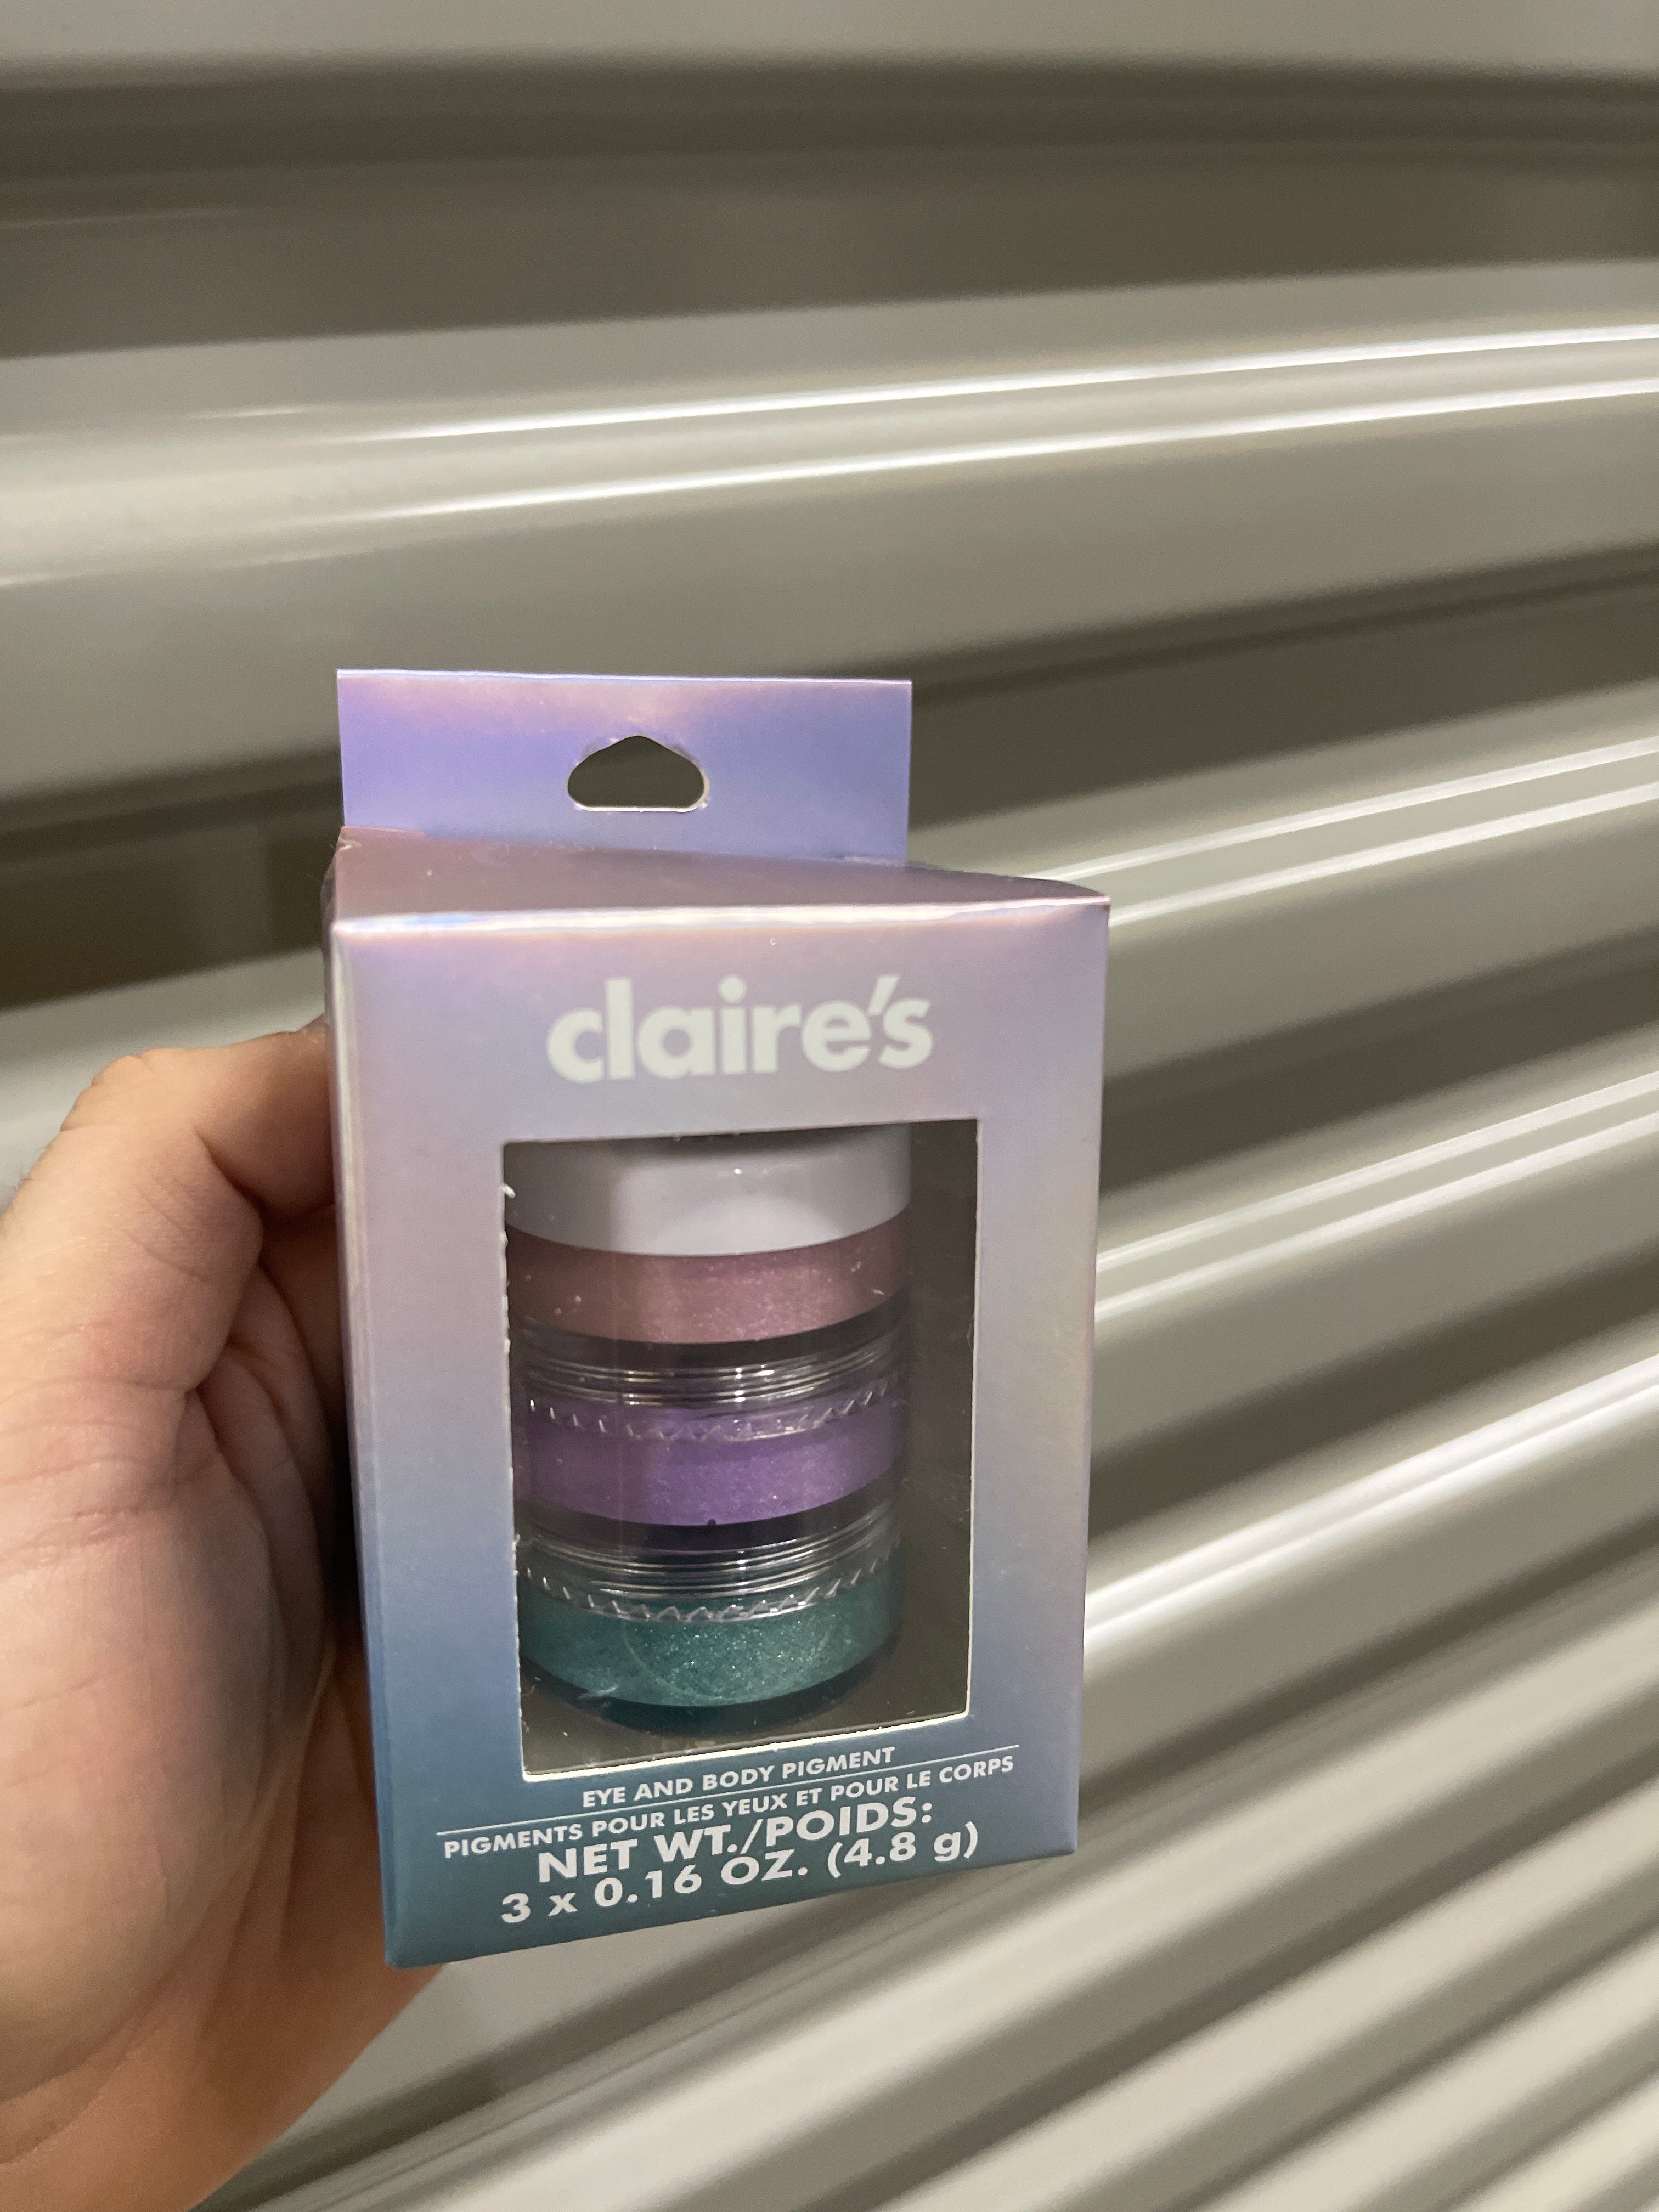 claire's
EYE AND BODY PIGMENT
PIGMENTS POUR LES YEUX ET POUR LE CORPS
NET WT./POIDS:
3 x 0.16 OZ. (4.8 g)